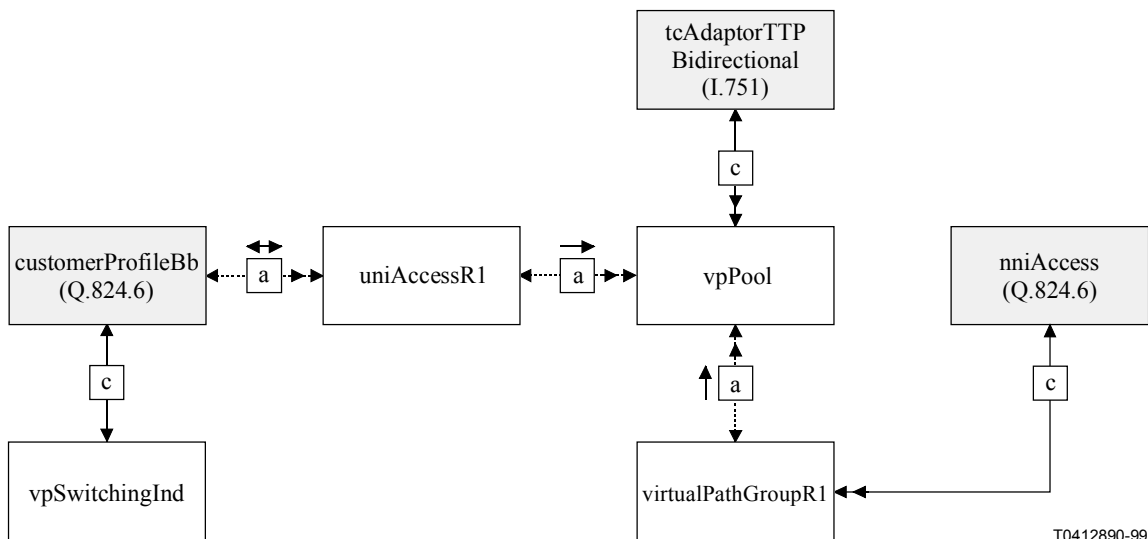 tcAdaptorTTP
Bidirectional
(I.751)
c
customerProfileBb
(Q.824.6)
a
uniAccessR1
a
vpPool
nniAccess
(Q.824.6)
c
a
c
vpSwitchingInd
virtualPathGroupR1
T0412890-99